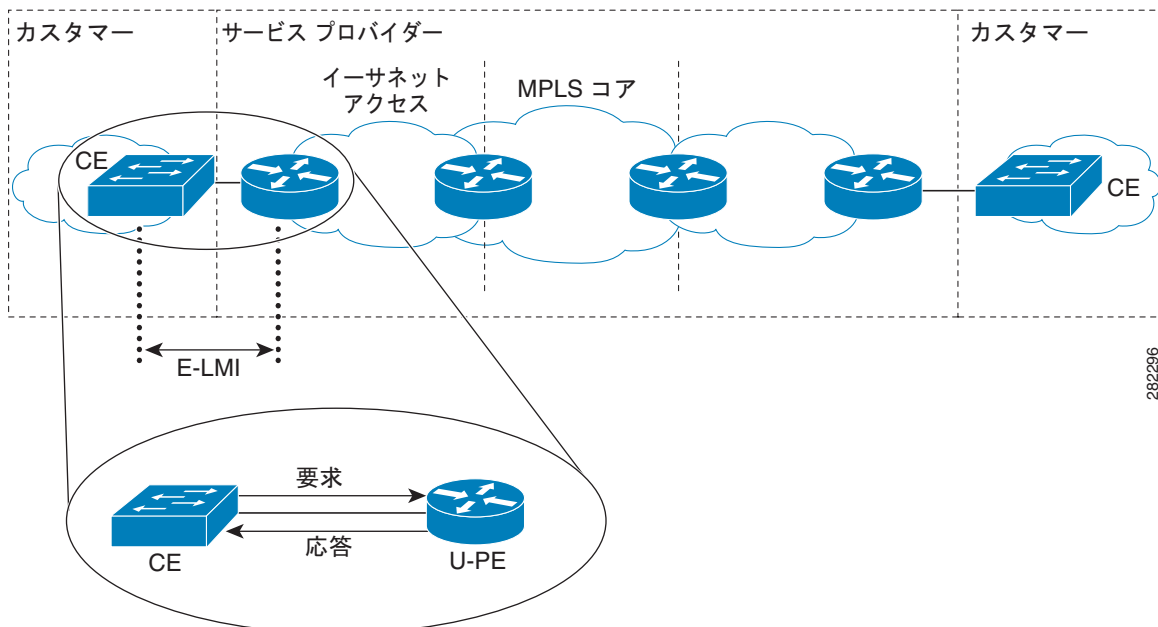 カスタマー
サービス プロバイダー
カスタマー
イーサネット
アクセス
MPLS コア
CE
CE
E-LMI
282296
要求
応答
CE
U-PE